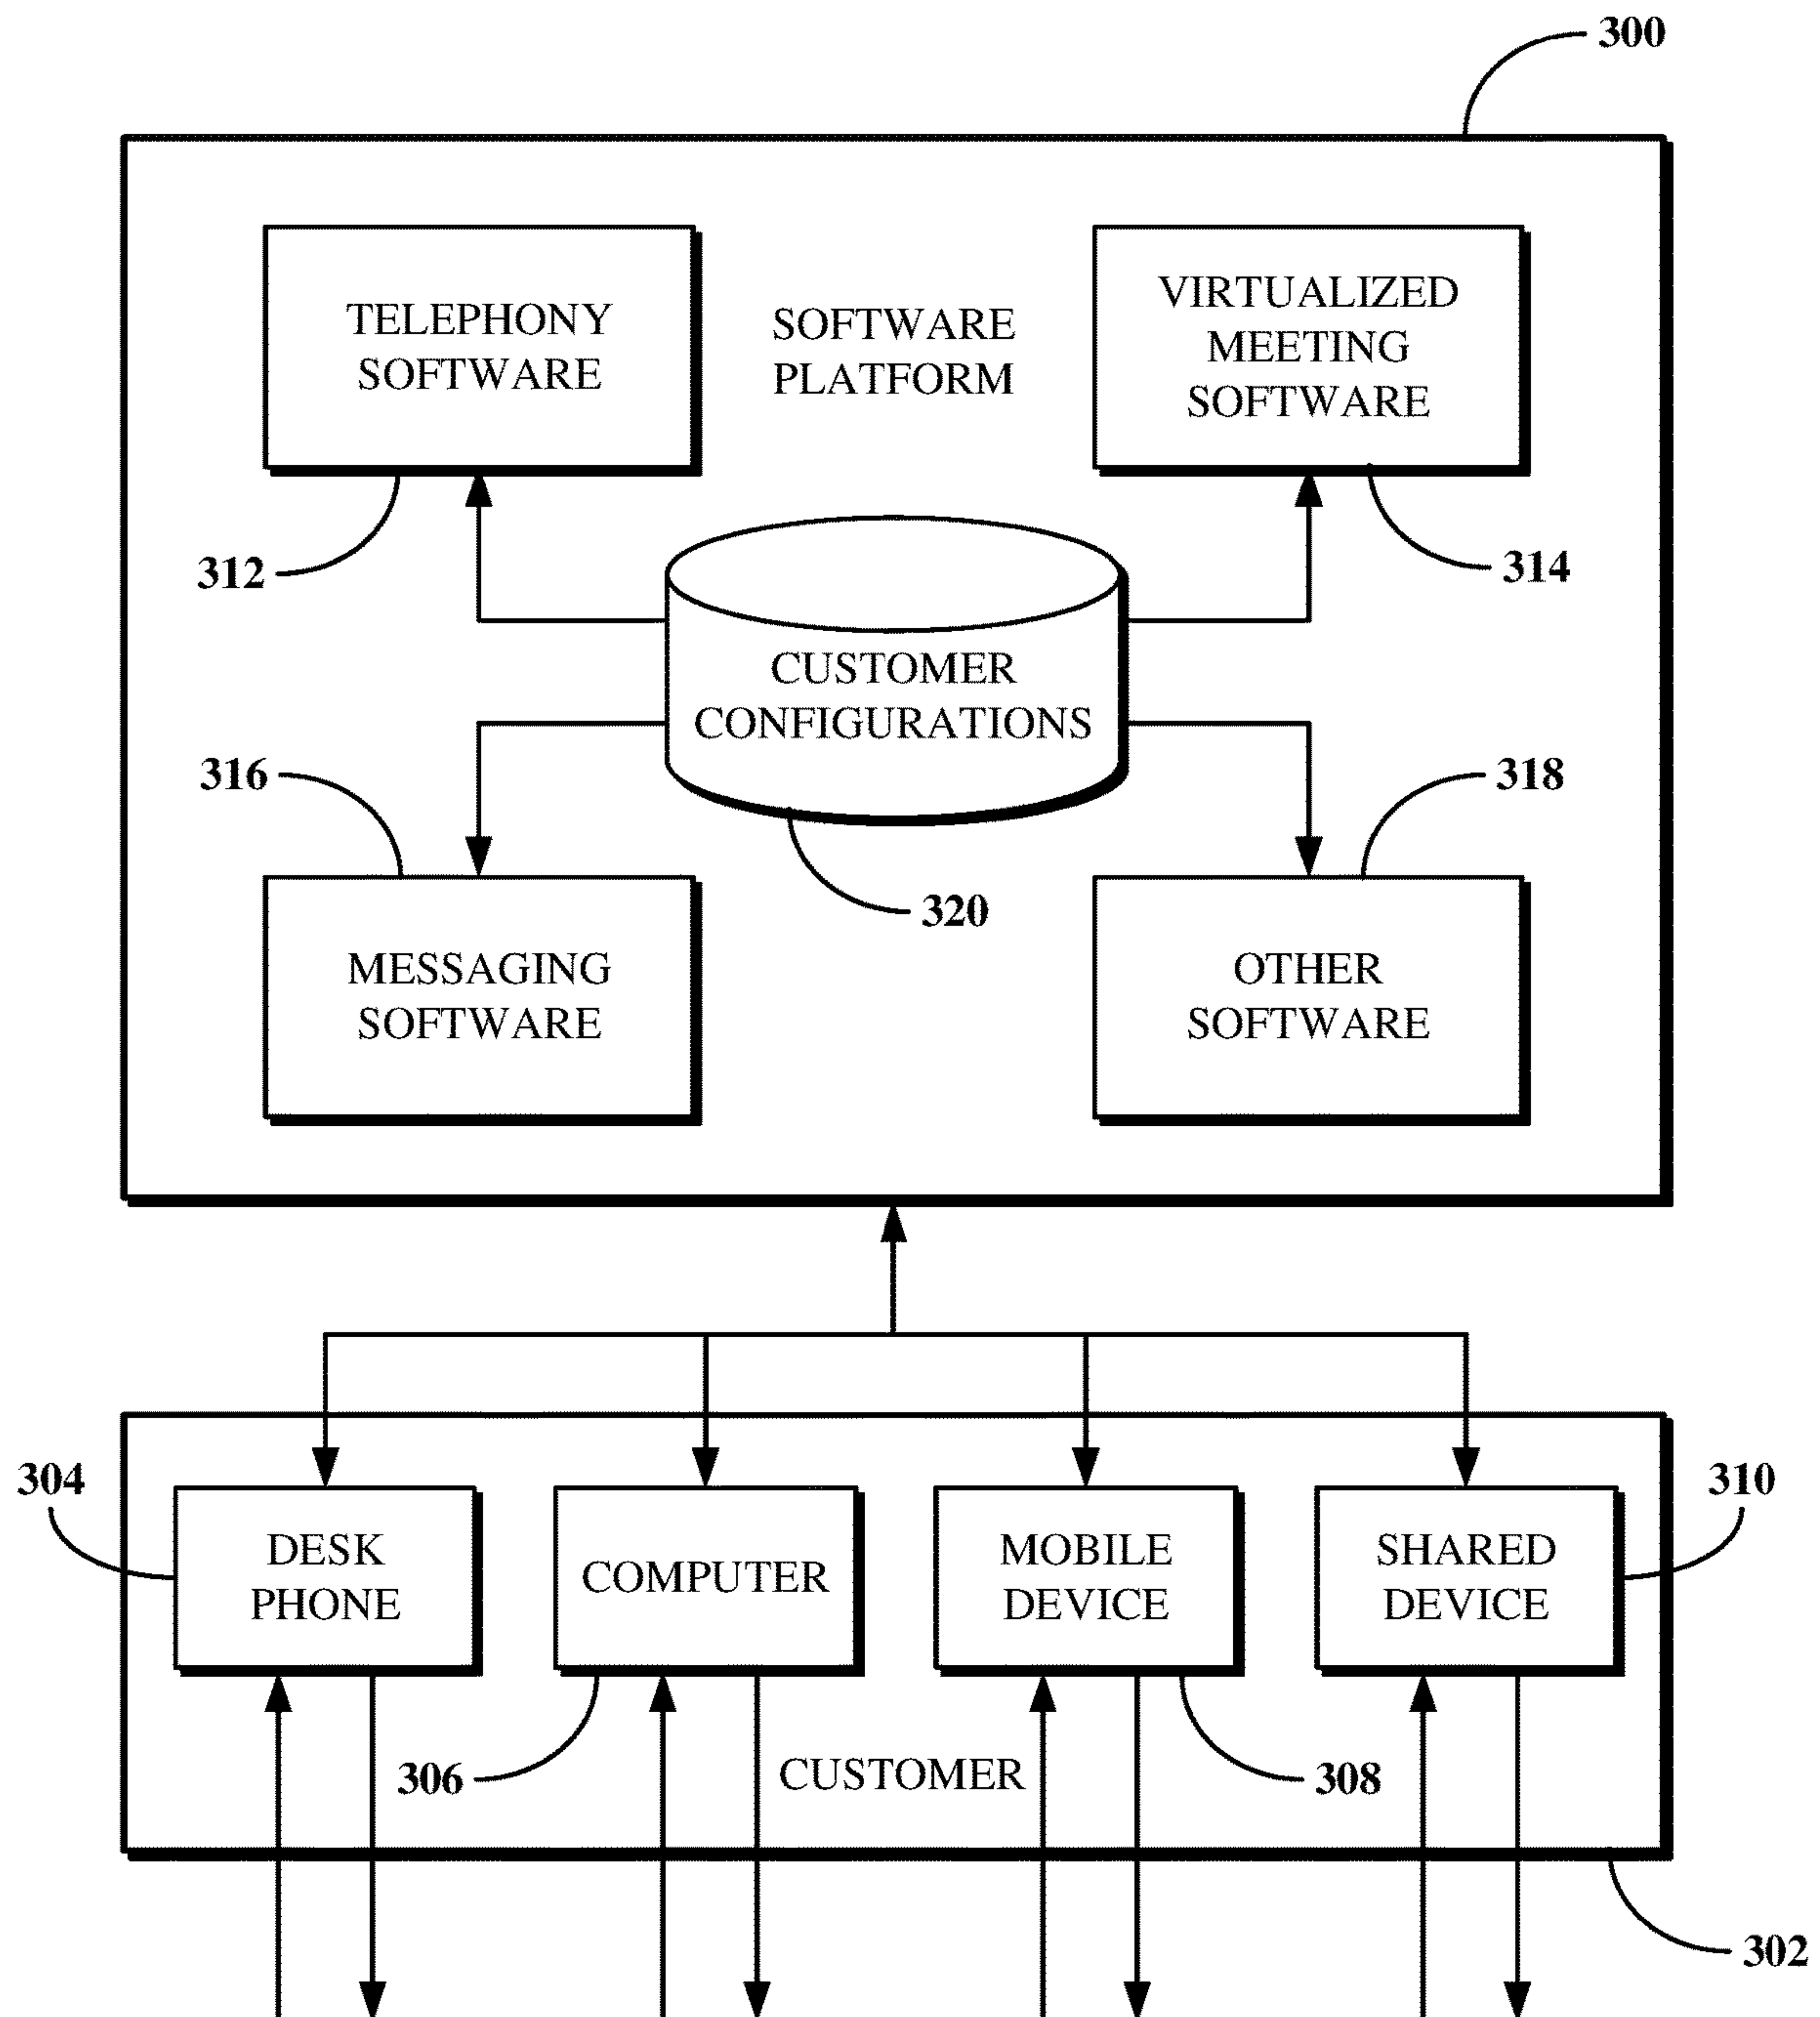 300
TELEPHONY
SOFTWARE
SOFTWARE
PLATFORM
VIRTUALIZED
MEETING
SOFTWARE
312
314
CUSTOMER
CONFIGURATIONS
316
318
320
MESSAGING
SOFTWARE
OTHER
SOFTWARE
304
310
DESK
PHONE
COMPUTER
MOBILE
DEVICE
SHARED
DEVICE
306
CUSTOMER
308
302